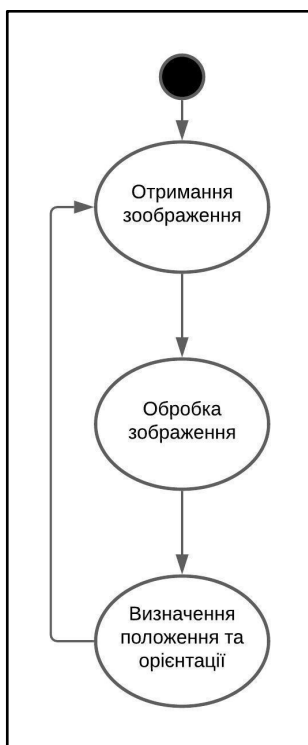 Отримання
зоображення
Обробка
зображення
Визначення
положення та
орієнтації